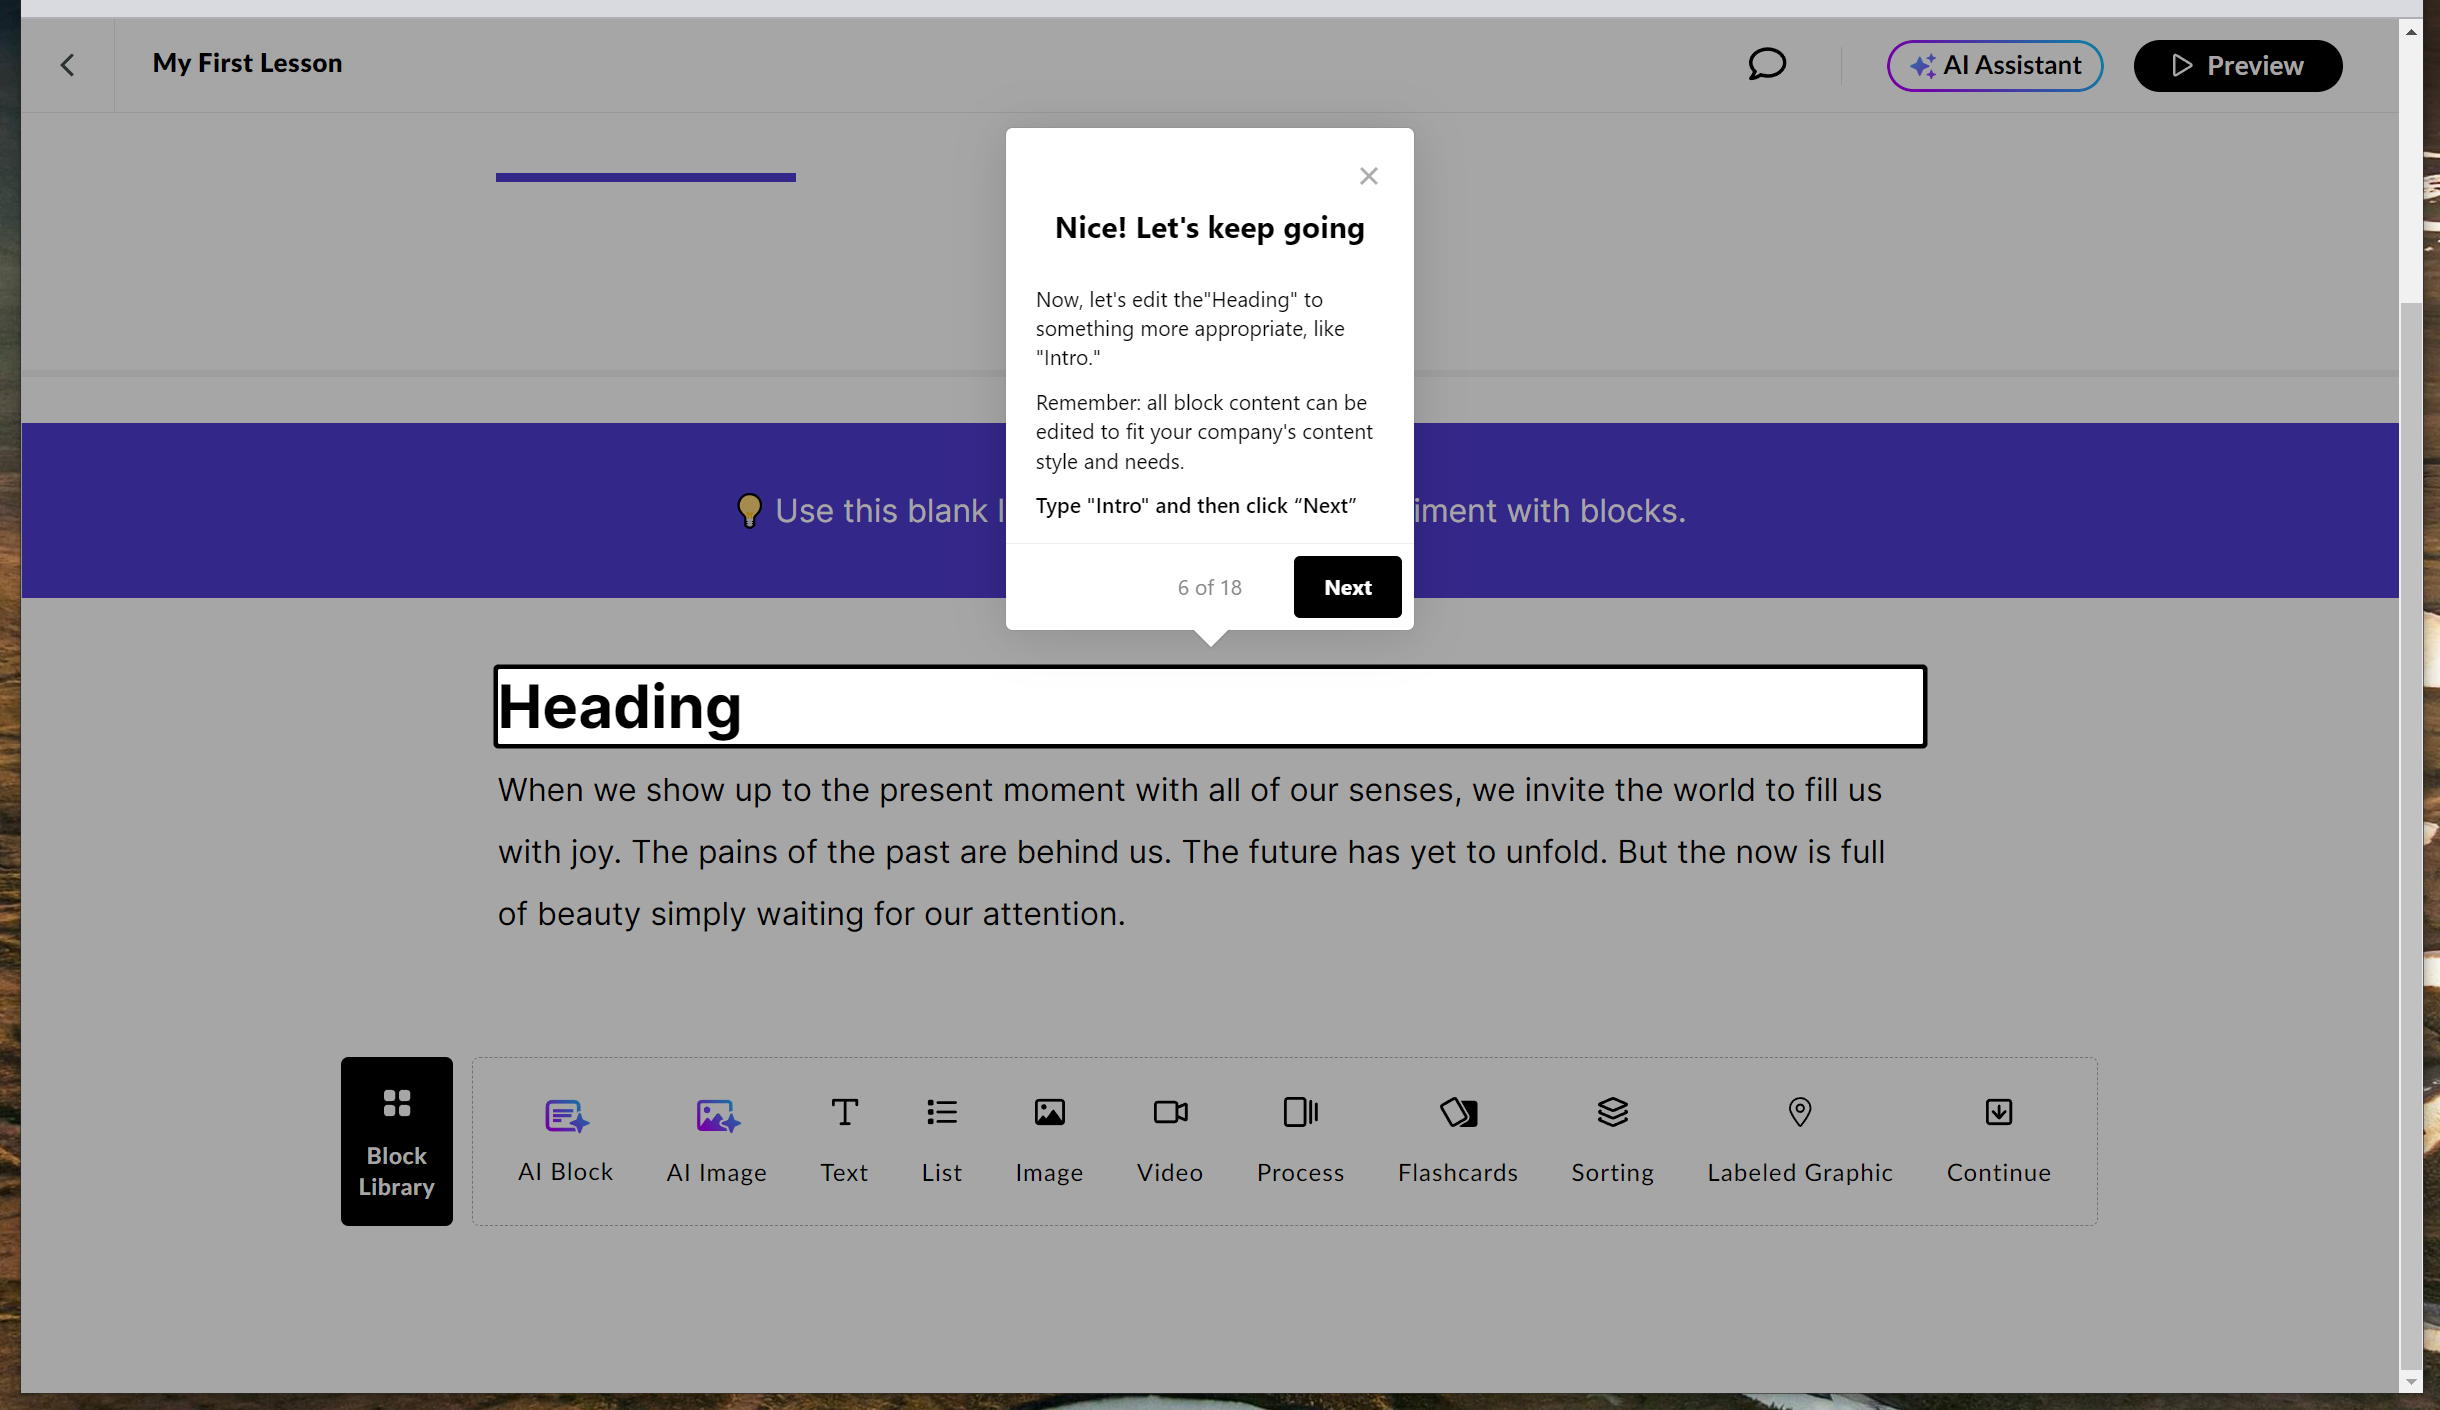 My First Lesson
AI Assistant
Preview
Nice! Let's keep going
Now, let's edit the"Heading" to
something more appropriate, like
"Intro."
Remember: all block content can be
edited to fit your company's content
style and needs.
Type "Intro" and then click “Next”
6 of 18
Next
Use this blank l
iment with blocks.
Heading
When we show up to the present moment with all of our senses, we invite the world to fill us
with joy. The pains of the past are behind us. The future has yet to unfold. But the now is full
of beauty simply waiting for our attention.
Block
Library
AI Block
AI Image
Text
List
Image
Video
Process
Flashcards
Sorting
Labeled Graphic
Continue